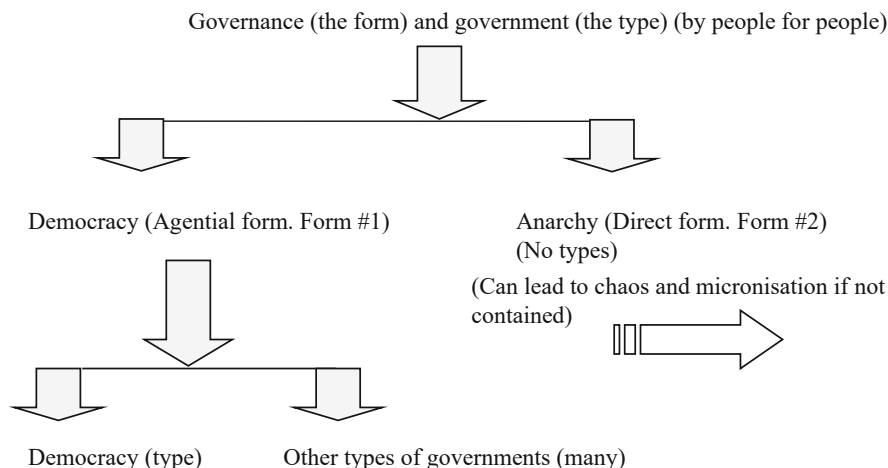 Governance (the form) and government (the type) (by people for people)
Democracy (Agential form. Form #1)
Anarchy (Direct form. Form #2)
(No types)
(Can lead to chaos and micronisation if not
contained)
Democracy (type)
Other types of governments (many)